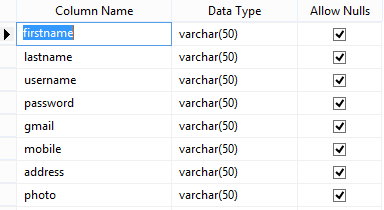 Column Name Data Type Allow Nulls
firstname varchar(50)
lastname varchar(50)
username varchar(50)
password varchar(50)
gmail varchar(50)
mobile varchar(50)
address varchar(50)
photo varchar(50)